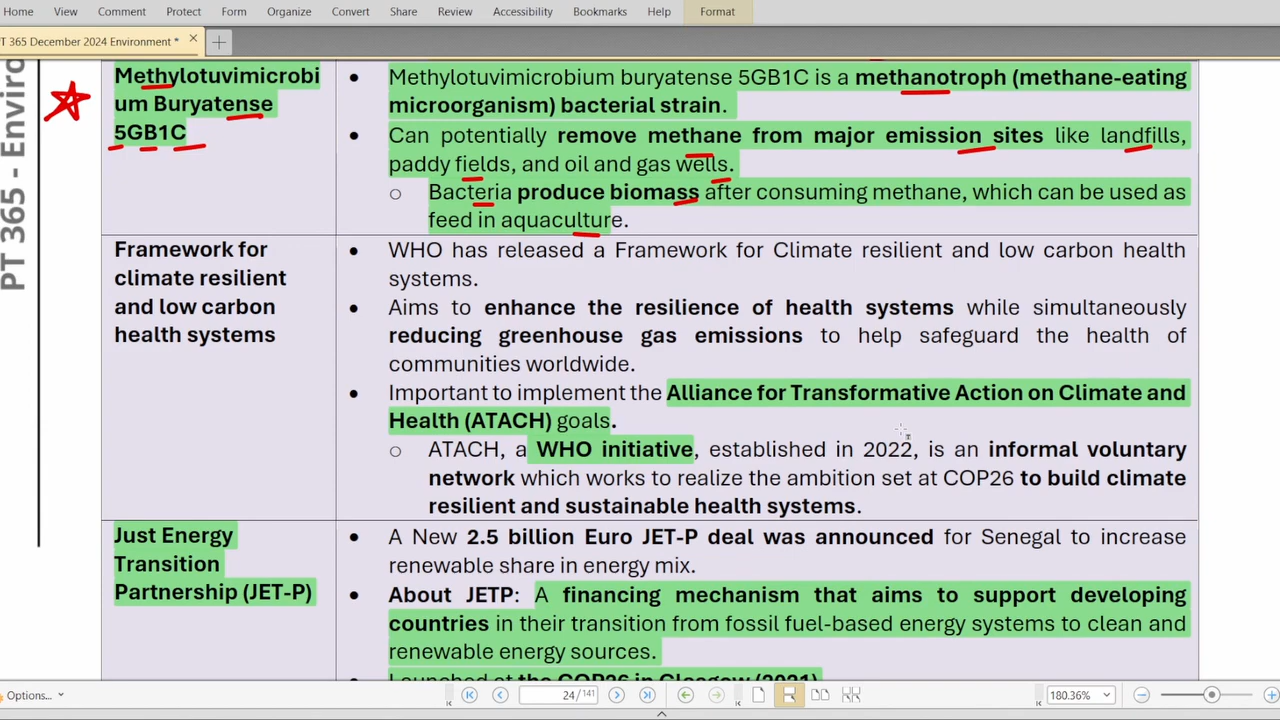 Home View Comment Protect Form Organize Convert Share Review Accessibility Bookmarks Help Format
PT 365 December 2024 Environment *
PT 365 - Enviro
Methylotuvimicrobi
um Buryatense
5GB1C
• Methylotuvimicrobium buryatense 5GB1C is a methanotroph (methane-eating
microorganism) bacterial strain.
• Can potentially remove methane from major emission sites like landfills,
paddy fields, and oil and gas wells.
o Bacteria produce biomass after consuming methane, which can be used as
feed in aquaculture.
Framework for
climate resilient
and low carbon
health systems
• WHO has released a Framework for Climate resilient and low carbon health
systems.
• Aims to enhance the resilience of health systems while simultaneously
reducing greenhouse gas emissions to help safeguard the health of
communities worldwide.
• Important to implement the Alliance for Transformative Action on Climate and
Health (ATACH) goals.
o ATACH, a WHO initiative, established in 2022, is an informal voluntary
network which works to realize the ambition set at COP26 to build climate
resilient and sustainable health systems.
Just Energy
Transition
Partnership (JET-P)
• A New 2.5 billion Euro JET-P deal was announced for Senegal to increase
renewable share in energy mix.
• About JETP: A financing mechanism that aims to support developing
countries in their transition from fossil fuel-based energy systems to clean and
renewable energy sources.
• Launched at the COP26 in Glasgow (2021)
Options... 24/141 180.36%